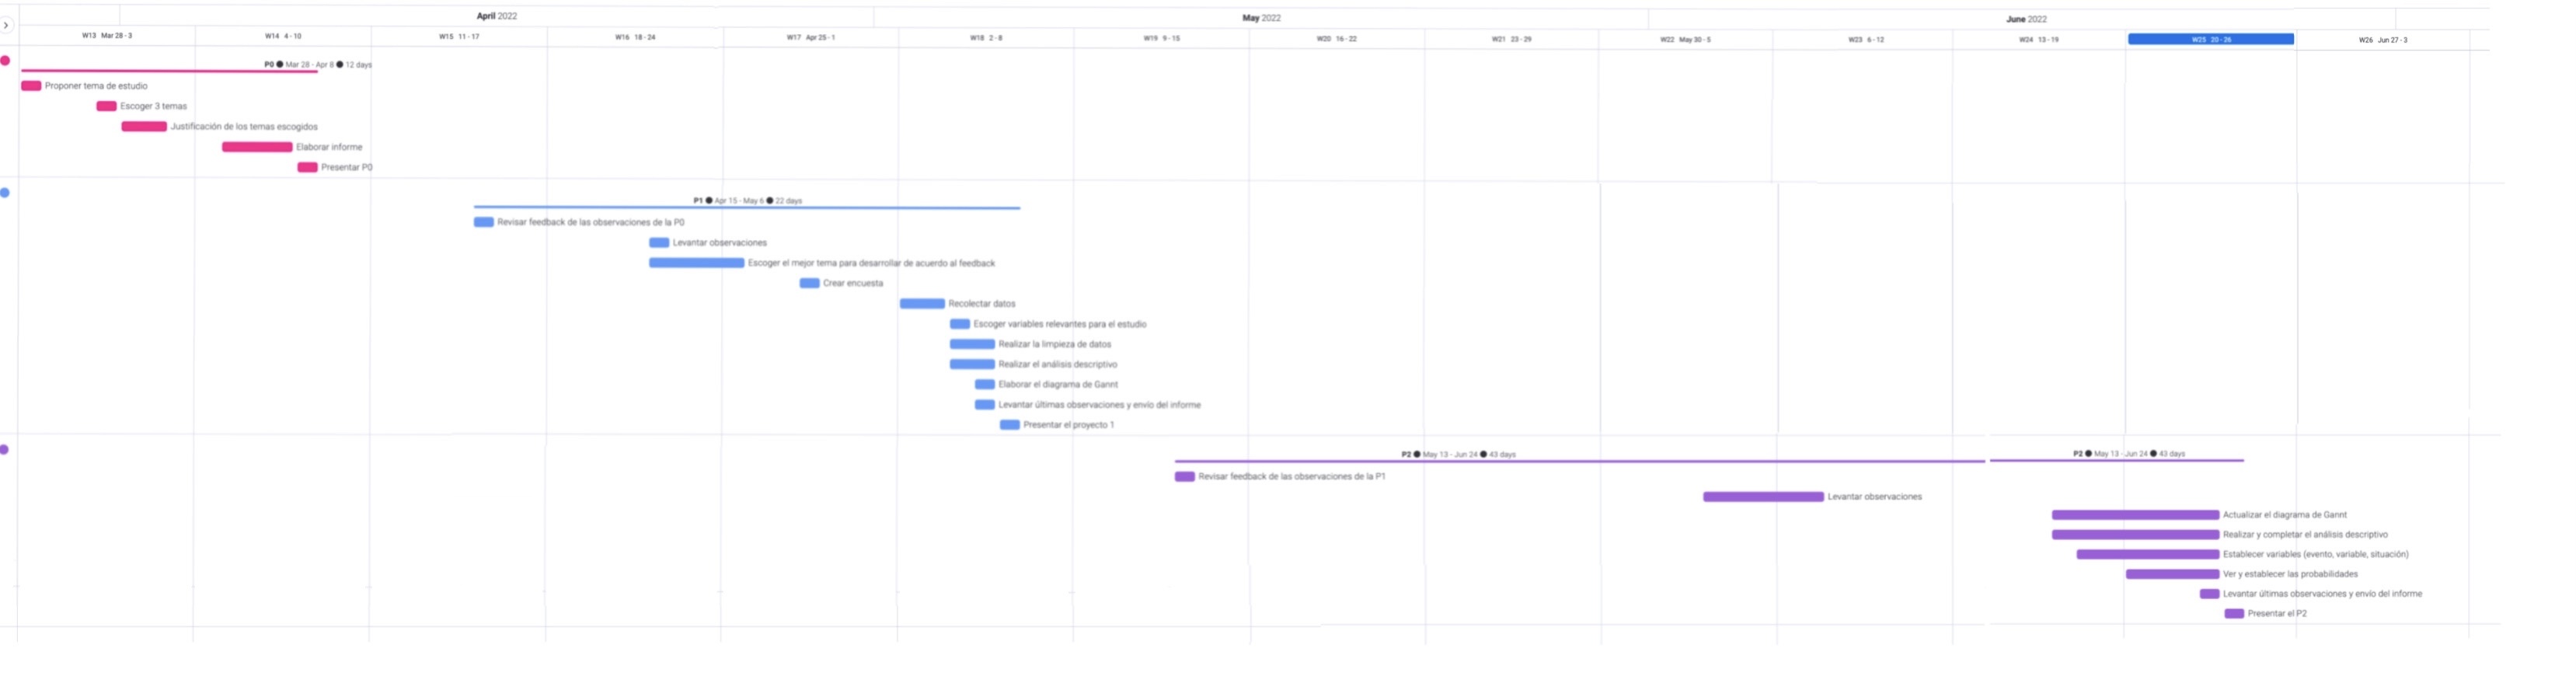 April 2022 May 2022 June 2022
W13 Mar 28 - 3 W14 4 - 10 W15 11 - 17 W16 18 - 24 W17 Apr 25 - 1 W18 2 - 8 W19 9 - 15 W20 16 - 22 W21 23 - 29 W22 May 30 - 5 W23 6 - 12 W24 13 - 19 W25 20 - 26 W26 Jun 27 - 3
P0 ● Mar 28 - Apr 8 ● 12 days
Proponer tema de estudio
Escoger 3 temas
Justificación de los temas escogidos
Elaborar informe
Presentar P0
P1 ● Apr 15 - May 6 ● 22 days
Revisar feedback de las observaciones de la P0
Levantar observaciones
Escoger el mejor tema para desarrollar de acuerdo al feedback
Crear encuesta
Recolectar datos
Escoger variables relevantes para el estudio
Realizar la limpieza de datos
Realizar el análisis descriptivo
Elaborar el diagrama de Gannt
Levantar últimas observaciones y envío del informe
Presentar el proyecto 1
P2 ● May 13 - Jun 24 ● 43 days P2 ● May 13 - Jun 24 ● 43 days
Revisar feedback de las observaciones de la P1
Levantar observaciones
Actualizar el diagrama de Gannt
Realizar y completar el análisis descriptivo
Establecer variables (evento, variable, situación)
Ver y establecer las probabilidades
Levantar últimas observaciones y envío del informe
Presentar el P2